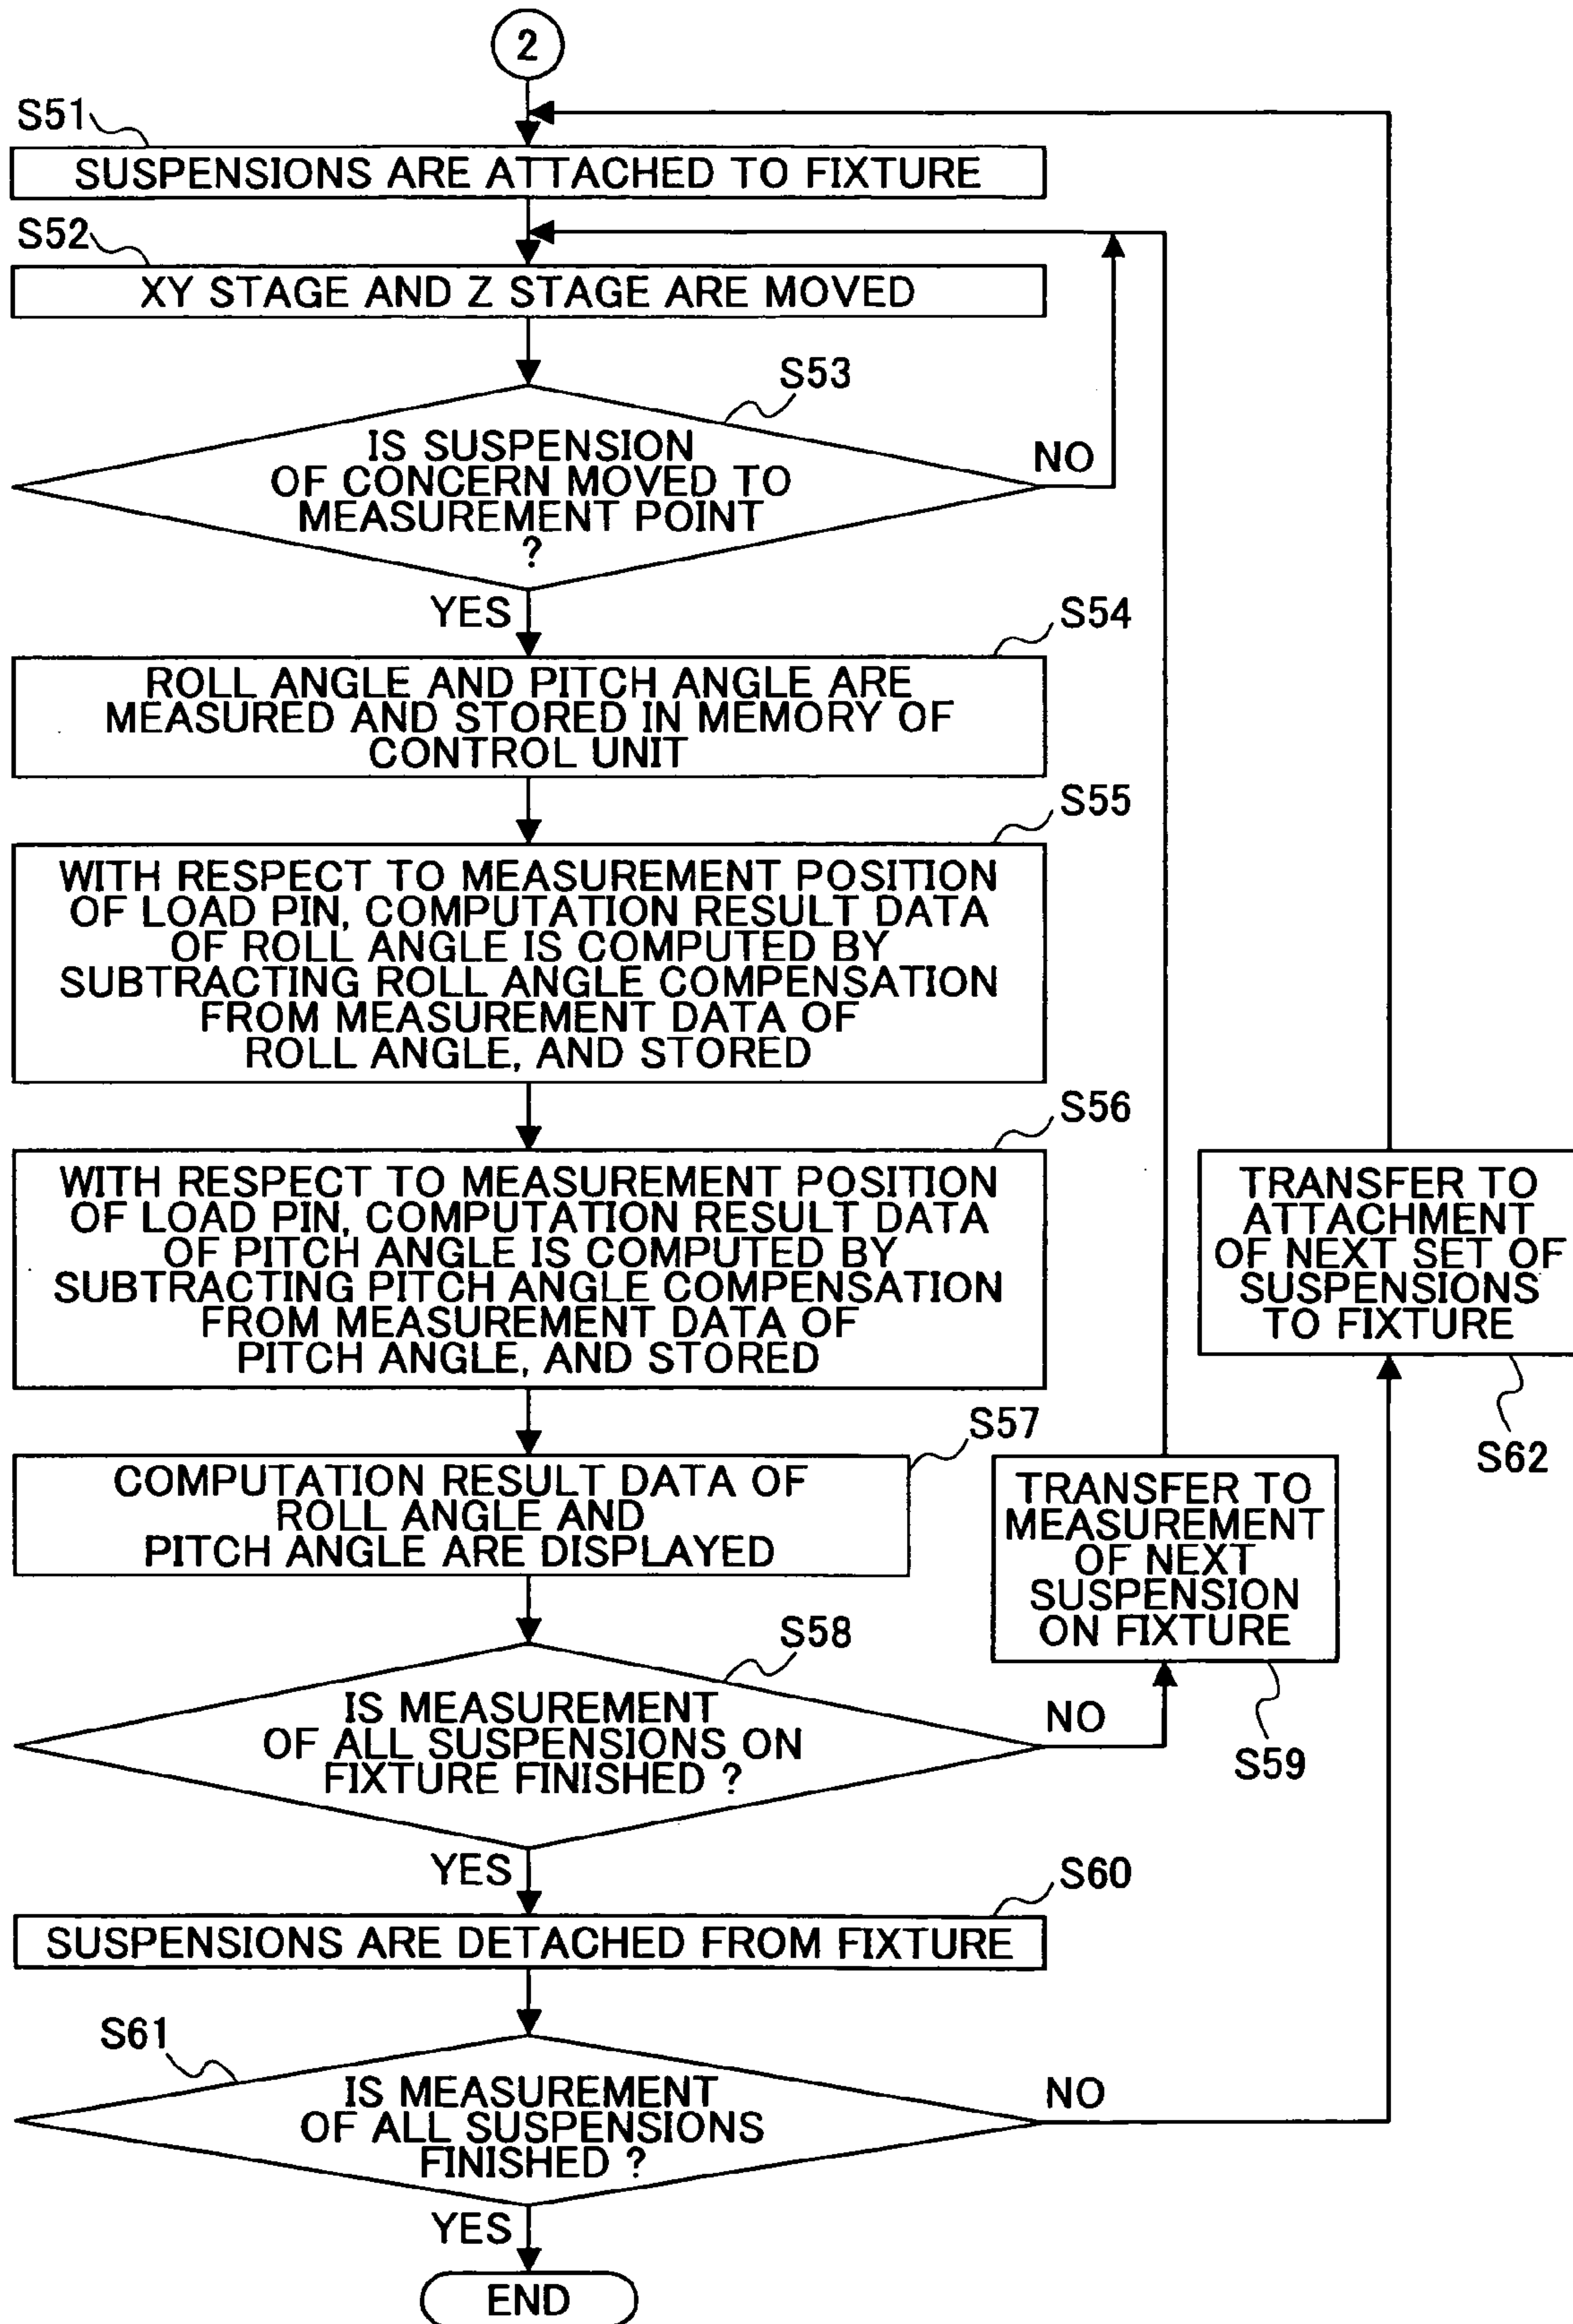 2
S51
SUSPENSIONS ARE ATTACHED TO FIXTURE
S52
XY STAGE AND Z STAGE ARE MOVED
S53
IS SUSPENSION
OF CONCERN MOVED TO
MEASUREMENT POINT
?
NO
YES
S54
ROLL ANGLE AND PITCH ANGLE ARE
MEASURED AND STORED IN MEMORY OF
CONTROL UNIT
S55
WITH RESPECT TO MEASUREMENT POSITION
OF LOAD PIN, COMPUTATION RESULT DATA
OF ROLL ANGLE IS COMPUTED BY
SUBTRACTING ROLL ANGLE COMPENSATION
FROM MEASUREMENT DATA OF
ROLL ANGLE, AND STORED
S56
WITH RESPECT TO MEASUREMENT POSITION
OF LOAD PIN, COMPUTATION RESULT DATA
OF PITCH ANGLE IS COMPUTED BY
SUBTRACTING PITCH ANGLE COMPENSATION
FROM MEASUREMENT DATA OF
PITCH ANGLE, AND STORED
S57
COMPUTATION RESULT DATA OF
ROLL ANGLE AND
PITCH ANGLE ARE DISPLAYED
S58
IS MEASUREMENT
OF ALL SUSPENSIONS ON
FIXTURE FINISHED ?
NO
TRANSFER TO
MEASUREMENT
OF NEXT
SUSPENSION
ON FIXTURE
S59
YES
S60
SUSPENSIONS ARE DETACHED FROM FIXTURE
S61
IS MEASUREMENT
OF ALL SUSPENSIONS
FINISHED ?
NO
TRANSFER TO
ATTACHMENT
OF NEXT SET OF
SUSPENSIONS
TO FIXTURE
S62
YES
END